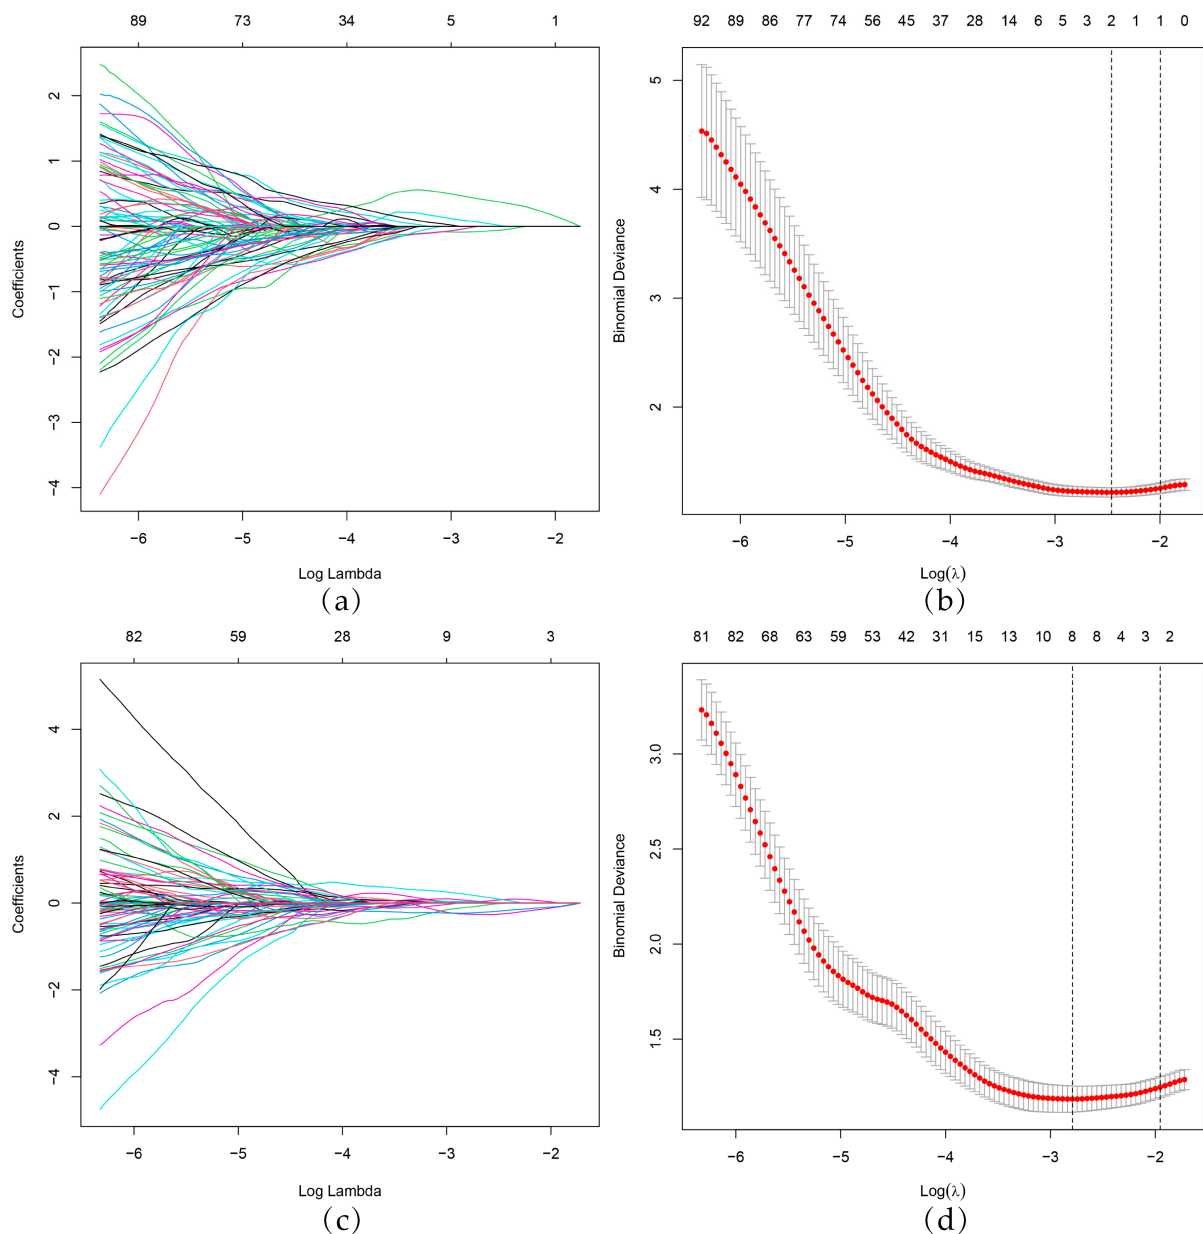 89 73 34 5 1
2
1
0
−1
−2
−3
−4
Coefficients
−6 −5 −4 −3 −2
Log Lambda
(a)
92 89 86 77 74 56 45 37 28 14 6 5 3 2 1 1 0
5
4
3
2
Binomial Deviance
−6 −5 −4 −3 −2
Log(λ)
(b)
82 59 28 9 3
4
2
0
−2
−4
Coefficients
−6 −5 −4 −3 −2
Log Lambda
(c)
81 82 68 63 59 53 42 31 15 13 10 8 8 4 3 2
3.0
2.5
2.0
1.5
Binomial Deviance
−6 −5 −4 −3 −2
Log(λ)
(d)